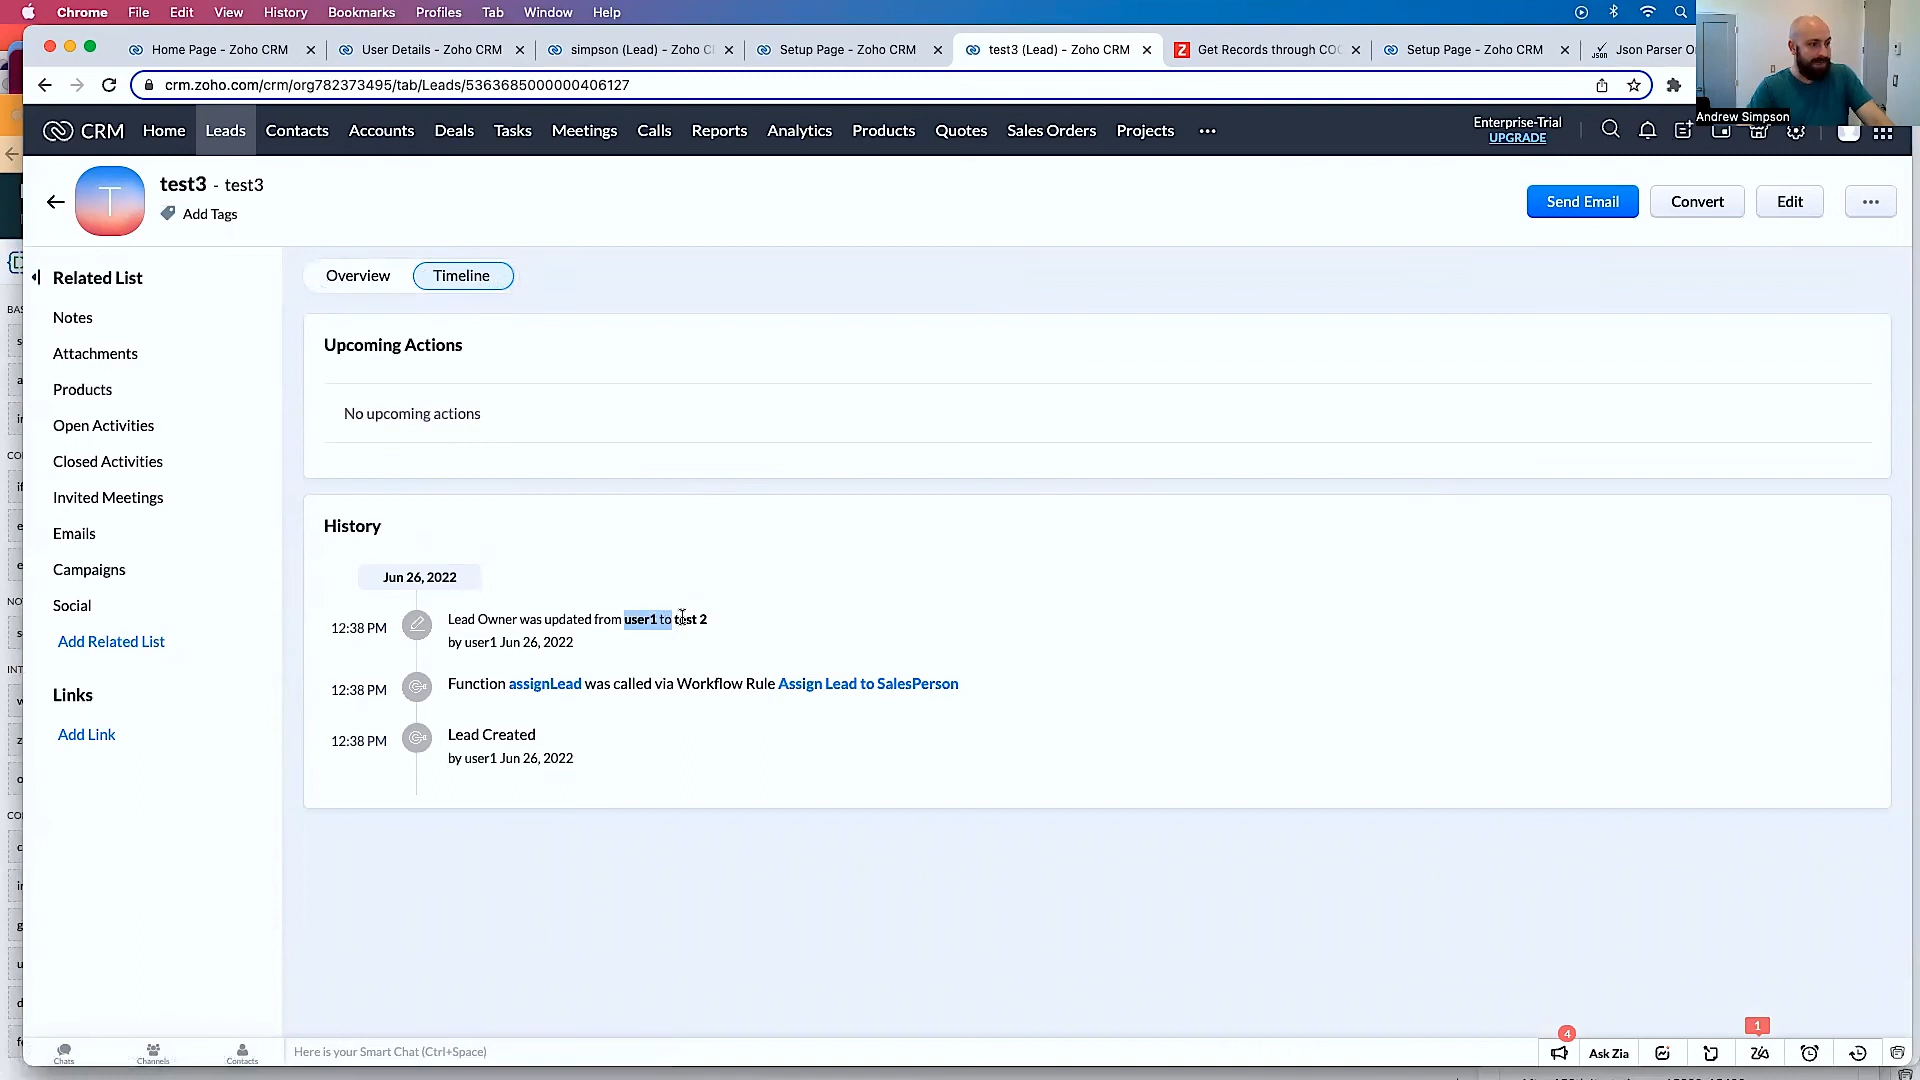 Chrome File Edit View History Bookmarks Profiles Tab Window Help
Home Page - Zoho CRM
User Details - Zoho CRM
simpson (Lead) - Zoho C
Setup Page - Zoho CRM
test3 (Lead) - Zoho CRM
Get Records through CO
Setup Page - Zoho CRM
Json Parser O
crm.zoho.com/crm/org782373495/tab/Leads/5363685000000406127
Andrew Simpson
CRM Home Leads Contacts Accounts Deals Tasks Meetings Calls Reports Analytics Products Quotes Sales Orders Projects
Enterprise-Trial
UPGRADE
T
test3 - test3
Add Tags
Send Email Convert Edit
Related List
Notes
Attachments
Products
Open Activities
Closed Activities
Invited Meetings
Emails
Campaigns
Social
Add Related List
Links
Add Link
Overview Timeline
Upcoming Actions
No upcoming actions
History
Jun 26, 2022
12:38 PM
Lead Owner was updated from user1 to test 2
by user1 Jun 26, 2022
12:38 PM
Function assignLead was called via Workflow Rule Assign Lead to SalesPerson
12:38 PM
Lead Created
by user1 Jun 26, 2022
Chats Channels Contacts
Here is your Smart Chat (Ctrl+Space)
4
Ask Zia
1